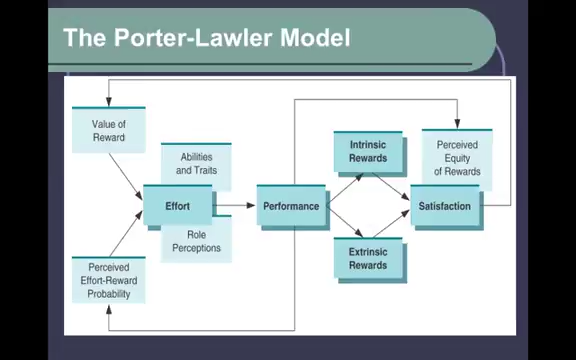 The Porter-Lawler Model
Value of
Reward
Abilities
and Traits
Intrinsic
Rewards
Perceived
Equity
of Rewards
Effort
Performance
Satisfaction
Role
Perceptions
Extrinsic
Rewards
Perceived
Effort-Reward
Probability